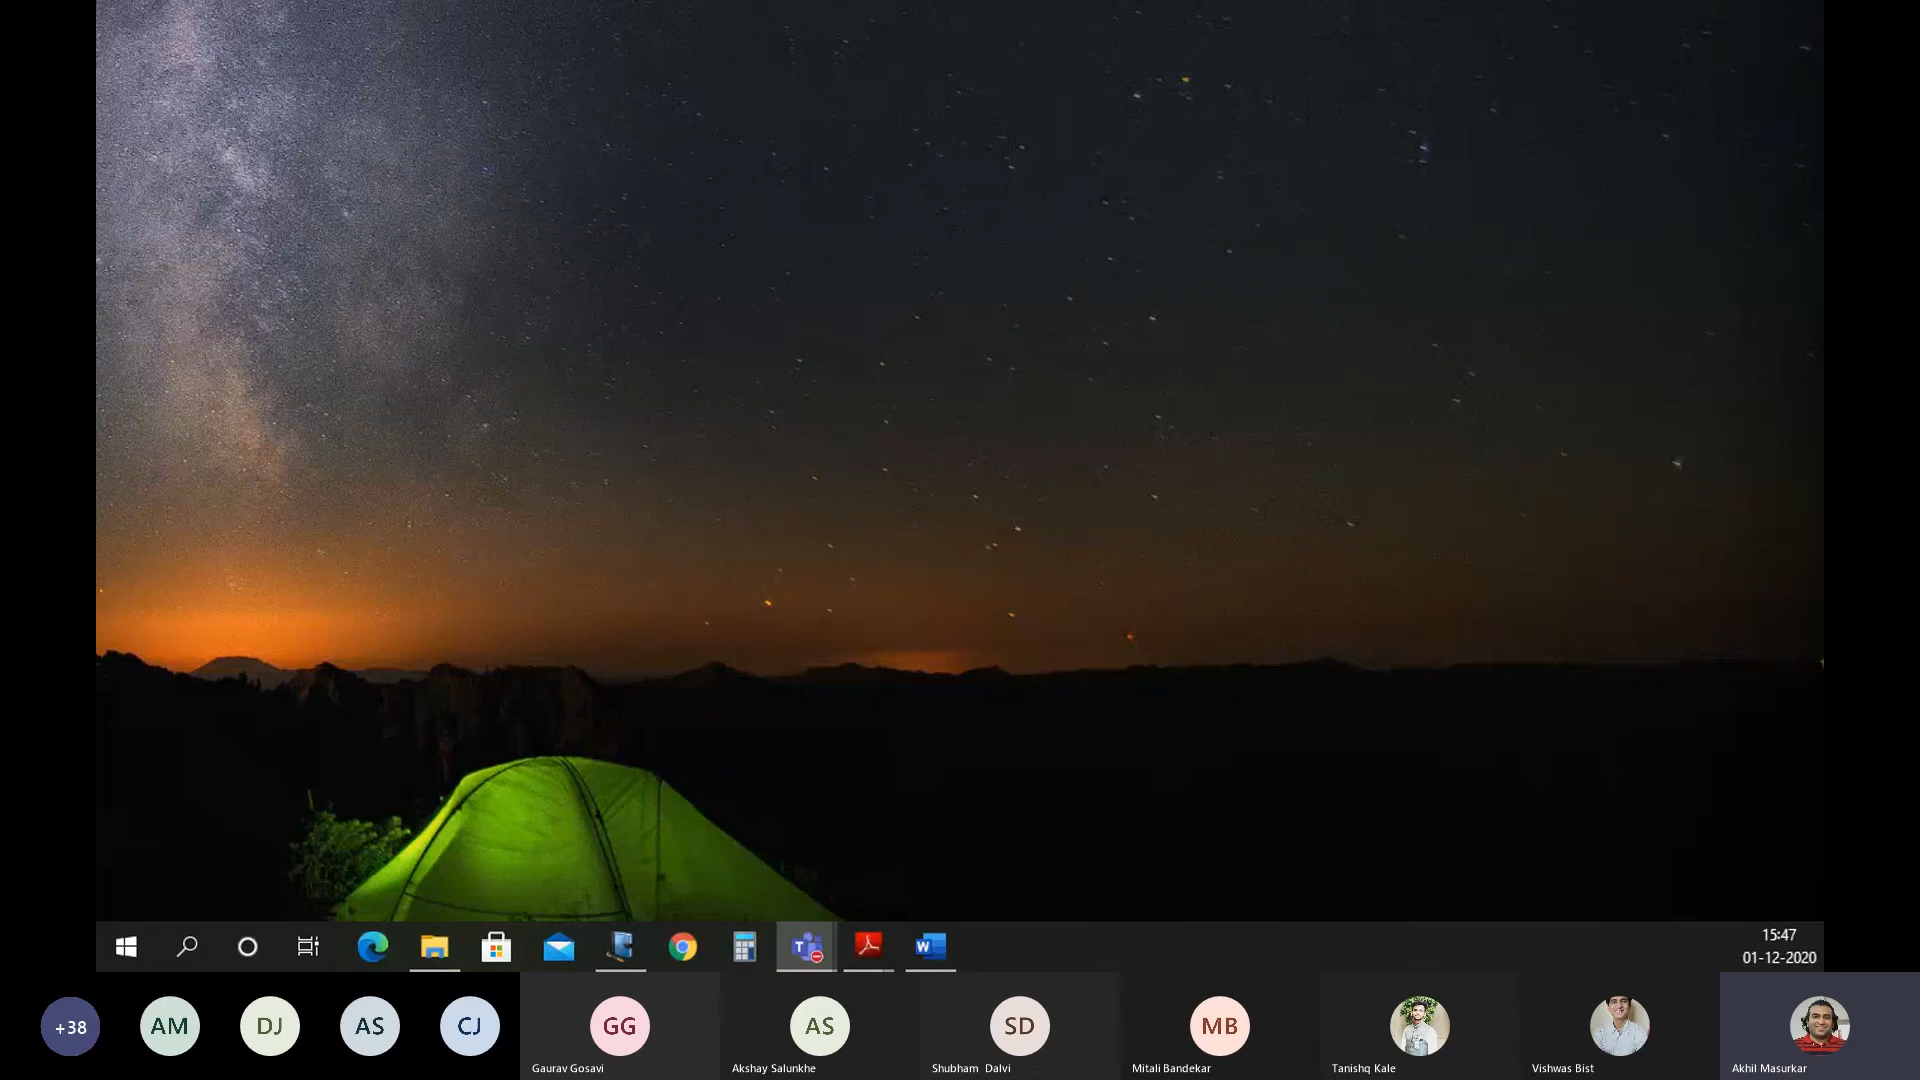 15:47
01-12-2020
+38
AM
DJ
AS
CJ
GG
AS
SD
MB
Gaurav Gosavi
Akshay Salunkhe
Shubham Dalvi
Mitali Bandekar
Tanishq Kale
Vishwas Bist
Akhil Masurkar